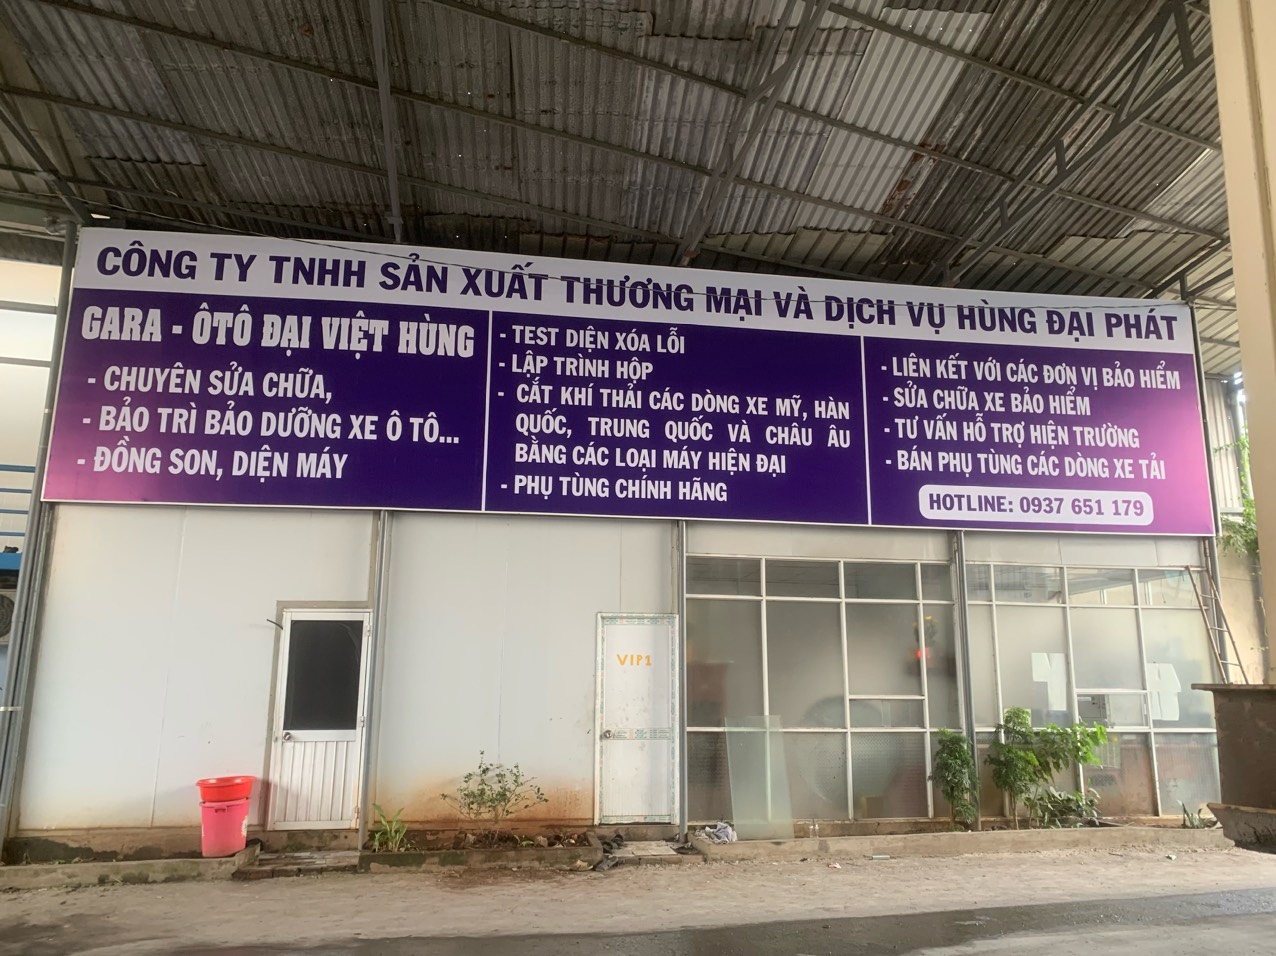 CÔNG TY TNHH SẢN XUẤT THƯƠNG MẠI VÀ DỊCH VỤ HÙNG ĐẠI PHÁT
GARA - ÔTÔ ĐẠI VIỆT HÙNG
- CHUYÊN SỬA CHỮA,
- BẢO TRÌ BẢO DƯỠNG XE Ô TÔ...
- ĐỒNG SON, DIỆN MÁY
- TEST DIỆN XÓA LỖI
- LẬP TRÌNH HỘP
- CẮT KHÍ THẢI CÁC DÒNG XE MỸ, HÀN
QUỐC, TRUNG QUỐC VÀ CHÂU ÂU
BẰNG CÁC LOẠI MÁY HIỆN ĐẠI
- PHỤ TÙNG CHÍNH HÃNG
- LIÊN KẾT VỚI CÁC ĐƠN VỊ BẢO HIỂM
- SỬA CHỮA XE BẢO HIỂM
- TƯ VẤN HỖ TRỢ HIỆN TRƯỜNG
- BÁN PHỤ TÙNG CÁC DÒNG XE TẢI
HOTLINE: 0937 651 179
VIP1